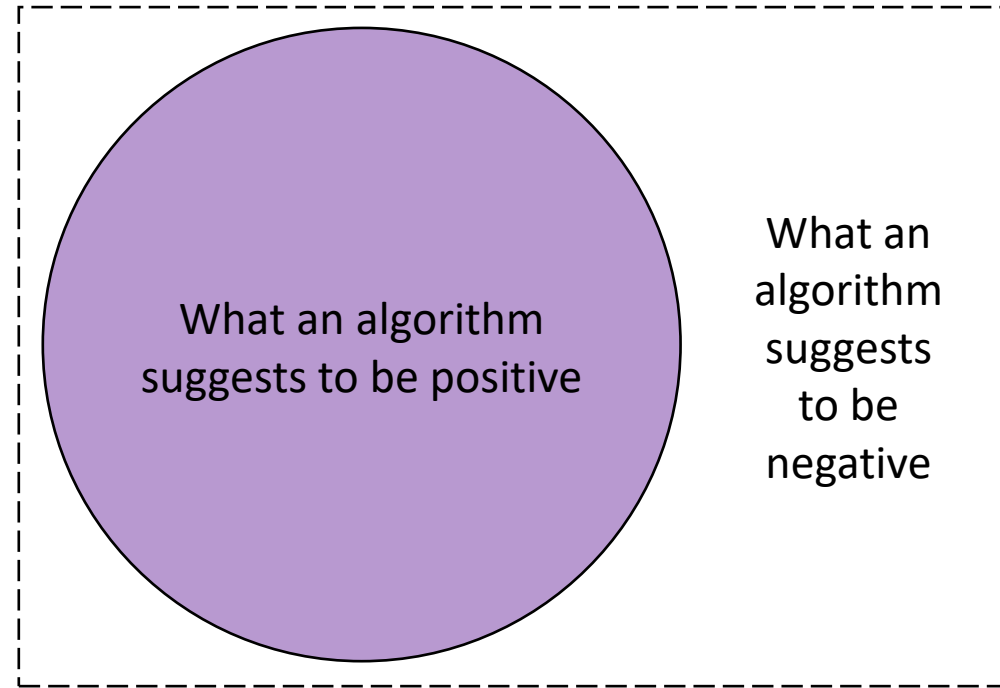 What an algorithm
suggests to be positive
What an
algorithm
suggests
to be
negative